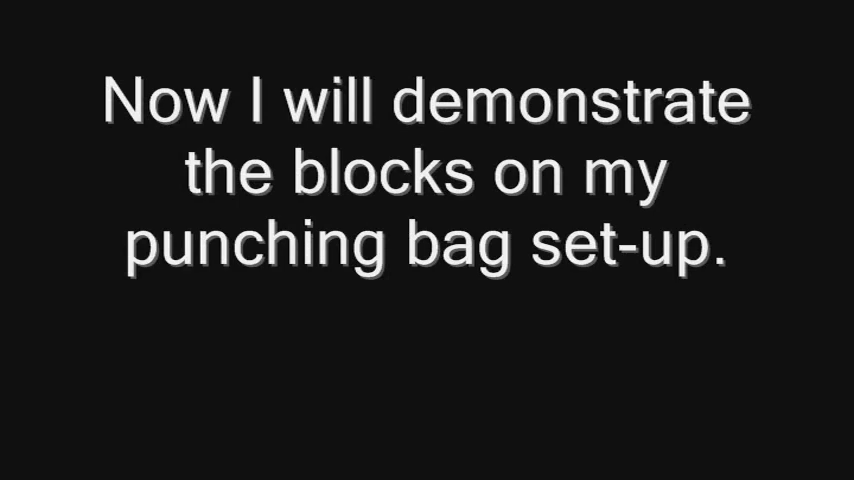 Now I will demonstrate
the blocks on my
punching bag set-up.